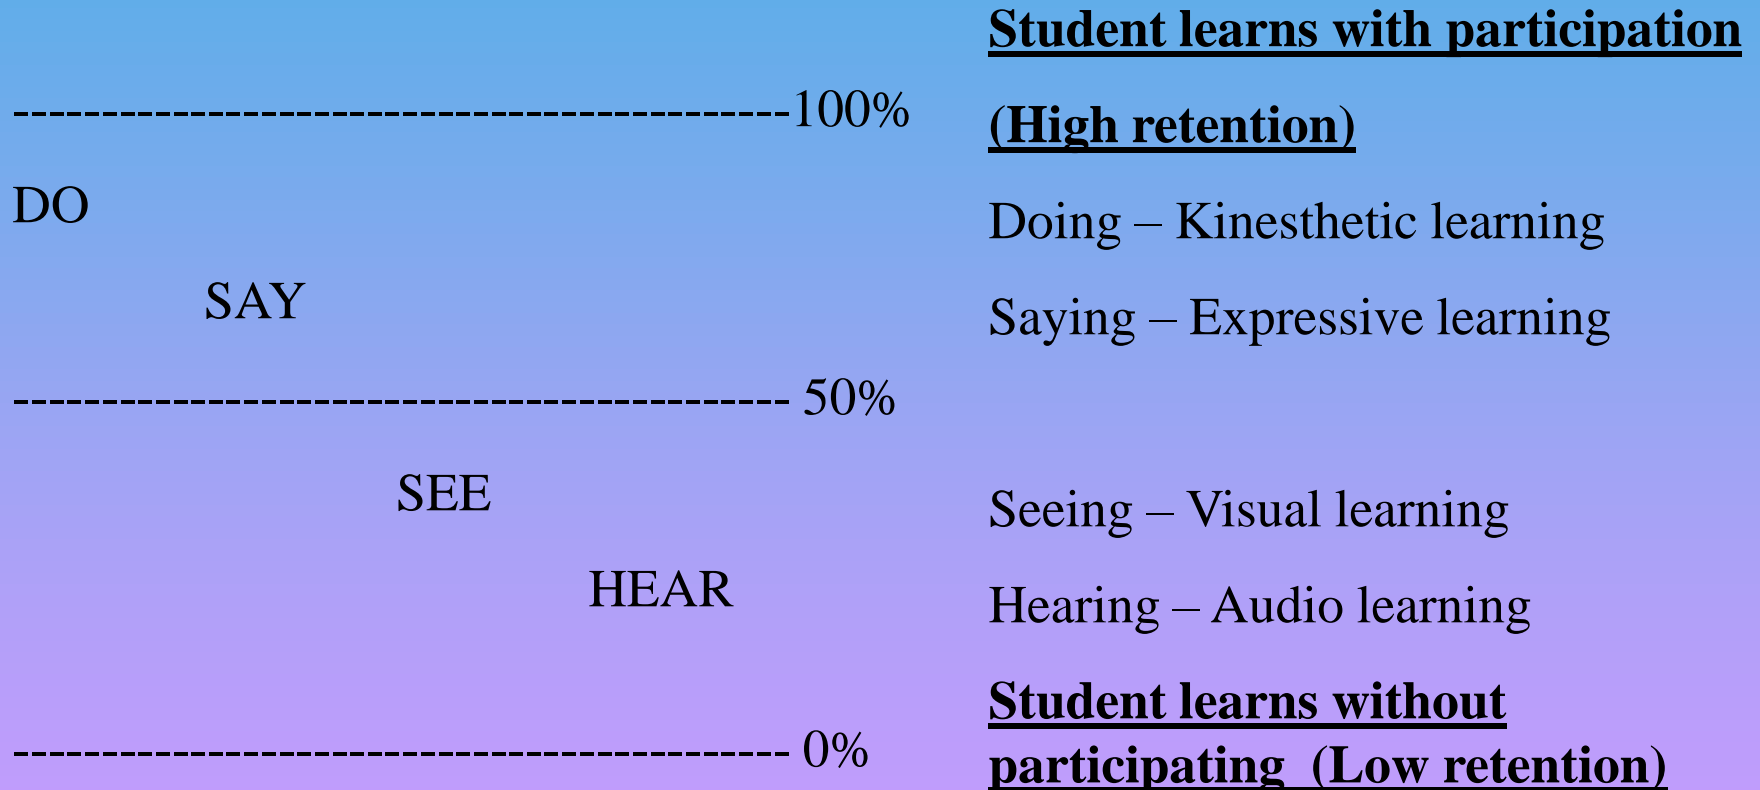 -------------------------------------------100%
DO
SAY
-------------------------------------------- 50%
SEE
HEAR
-------------------------------------------- 0%
Student learns with participation
(High retention)
Doing – Kinesthetic learning
Saying – Expressive learning
Seeing – Visual learning
Hearing – Audio learning
Student learns without
participating  (Low retention)